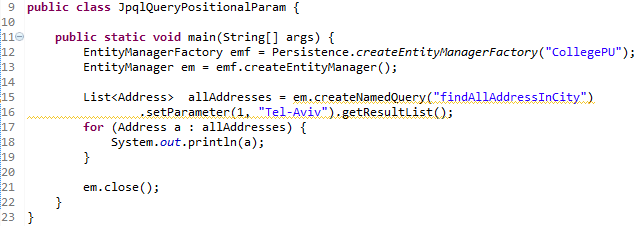 9 public class JpqlQueryPositionalParam {
10
11 public static void main(String[] args) {
12 EntityManagerFactory emf = Persistence.createEntityManagerFactory("CollegePU");
13 EntityManager em = emf.createEntityManager();
14
15 List<Address>  allAddresses = em.createNamedQuery("findAllAddressInCity")
16 .setParameter(1, "Tel-Aviv").getResultList();
17 for (Address a : allAddresses) {
18 System.out.println(a);
19 }
20
21 em.close();
22 }
23 }